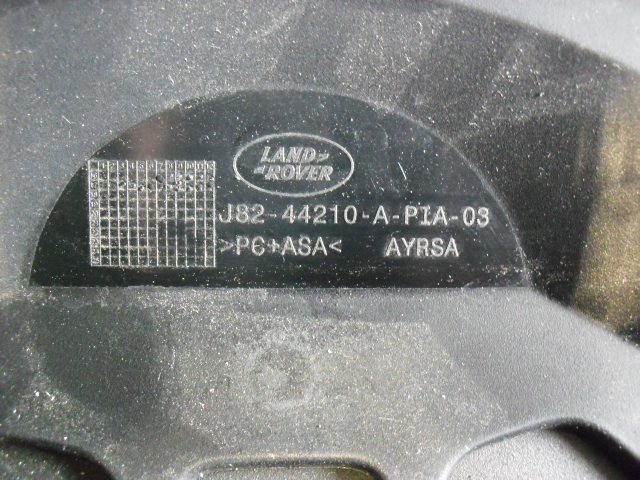 LAND
ROVER
J82-44210-A-PIA-03
>PC+ASA< AYRSA